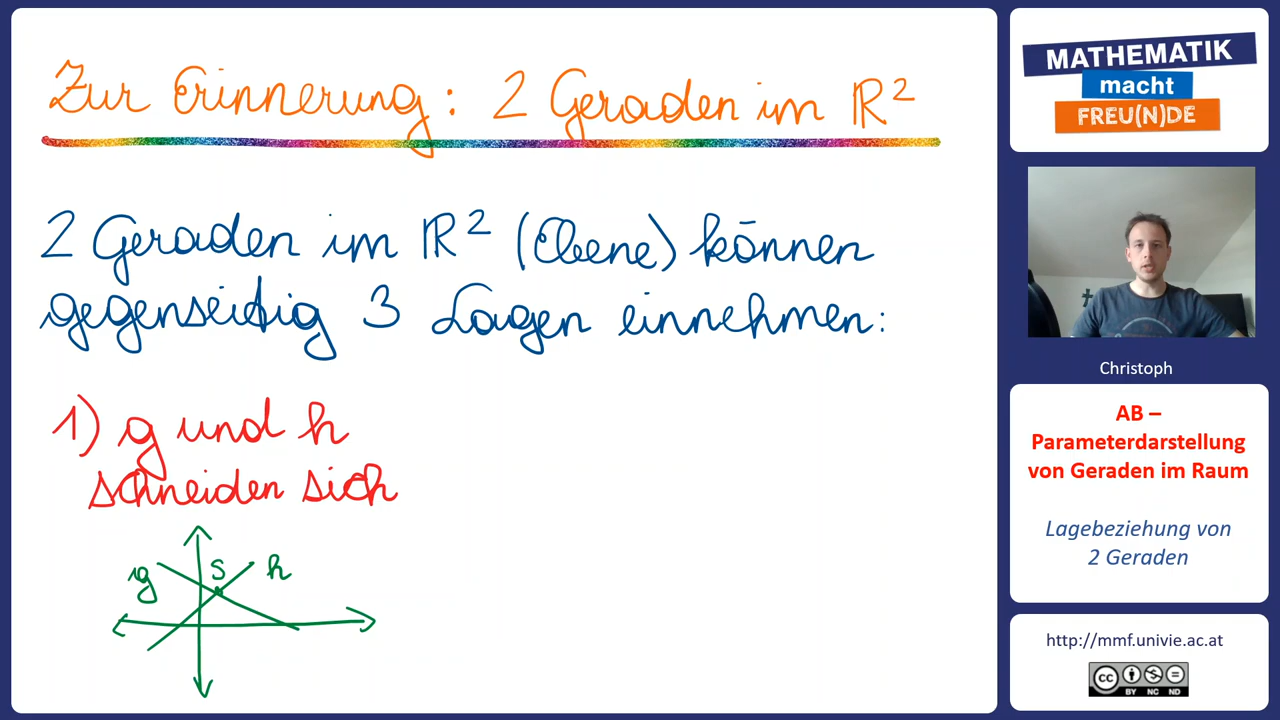 Zur Erinnerung: 2 Geraden im ℝ²
2 Geraden im ℝ² (Ebene) können
gegenseitig 3 Lagen einnehmen:
1) g und h
schneiden sich
g S h
MATHEMATIK
macht
FREU(N)DE
Christoph
AB –
Parameterdarstellung
von Geraden im Raum
Lagebeziehung von
2 Geraden
http://mmf.univie.ac.at
cc
BY NC ND